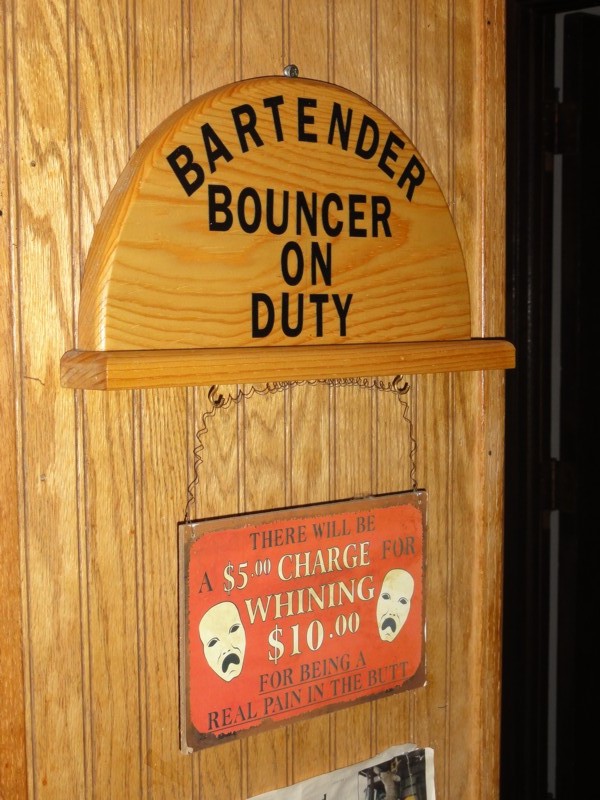 BARTENDER
BOUNCER
ON
DUTY
THERE WILL BE
A $5.00 CHARGE FOR
WHINING
$10.00
FOR BEING A
REAL PAIN IN THE BUTT